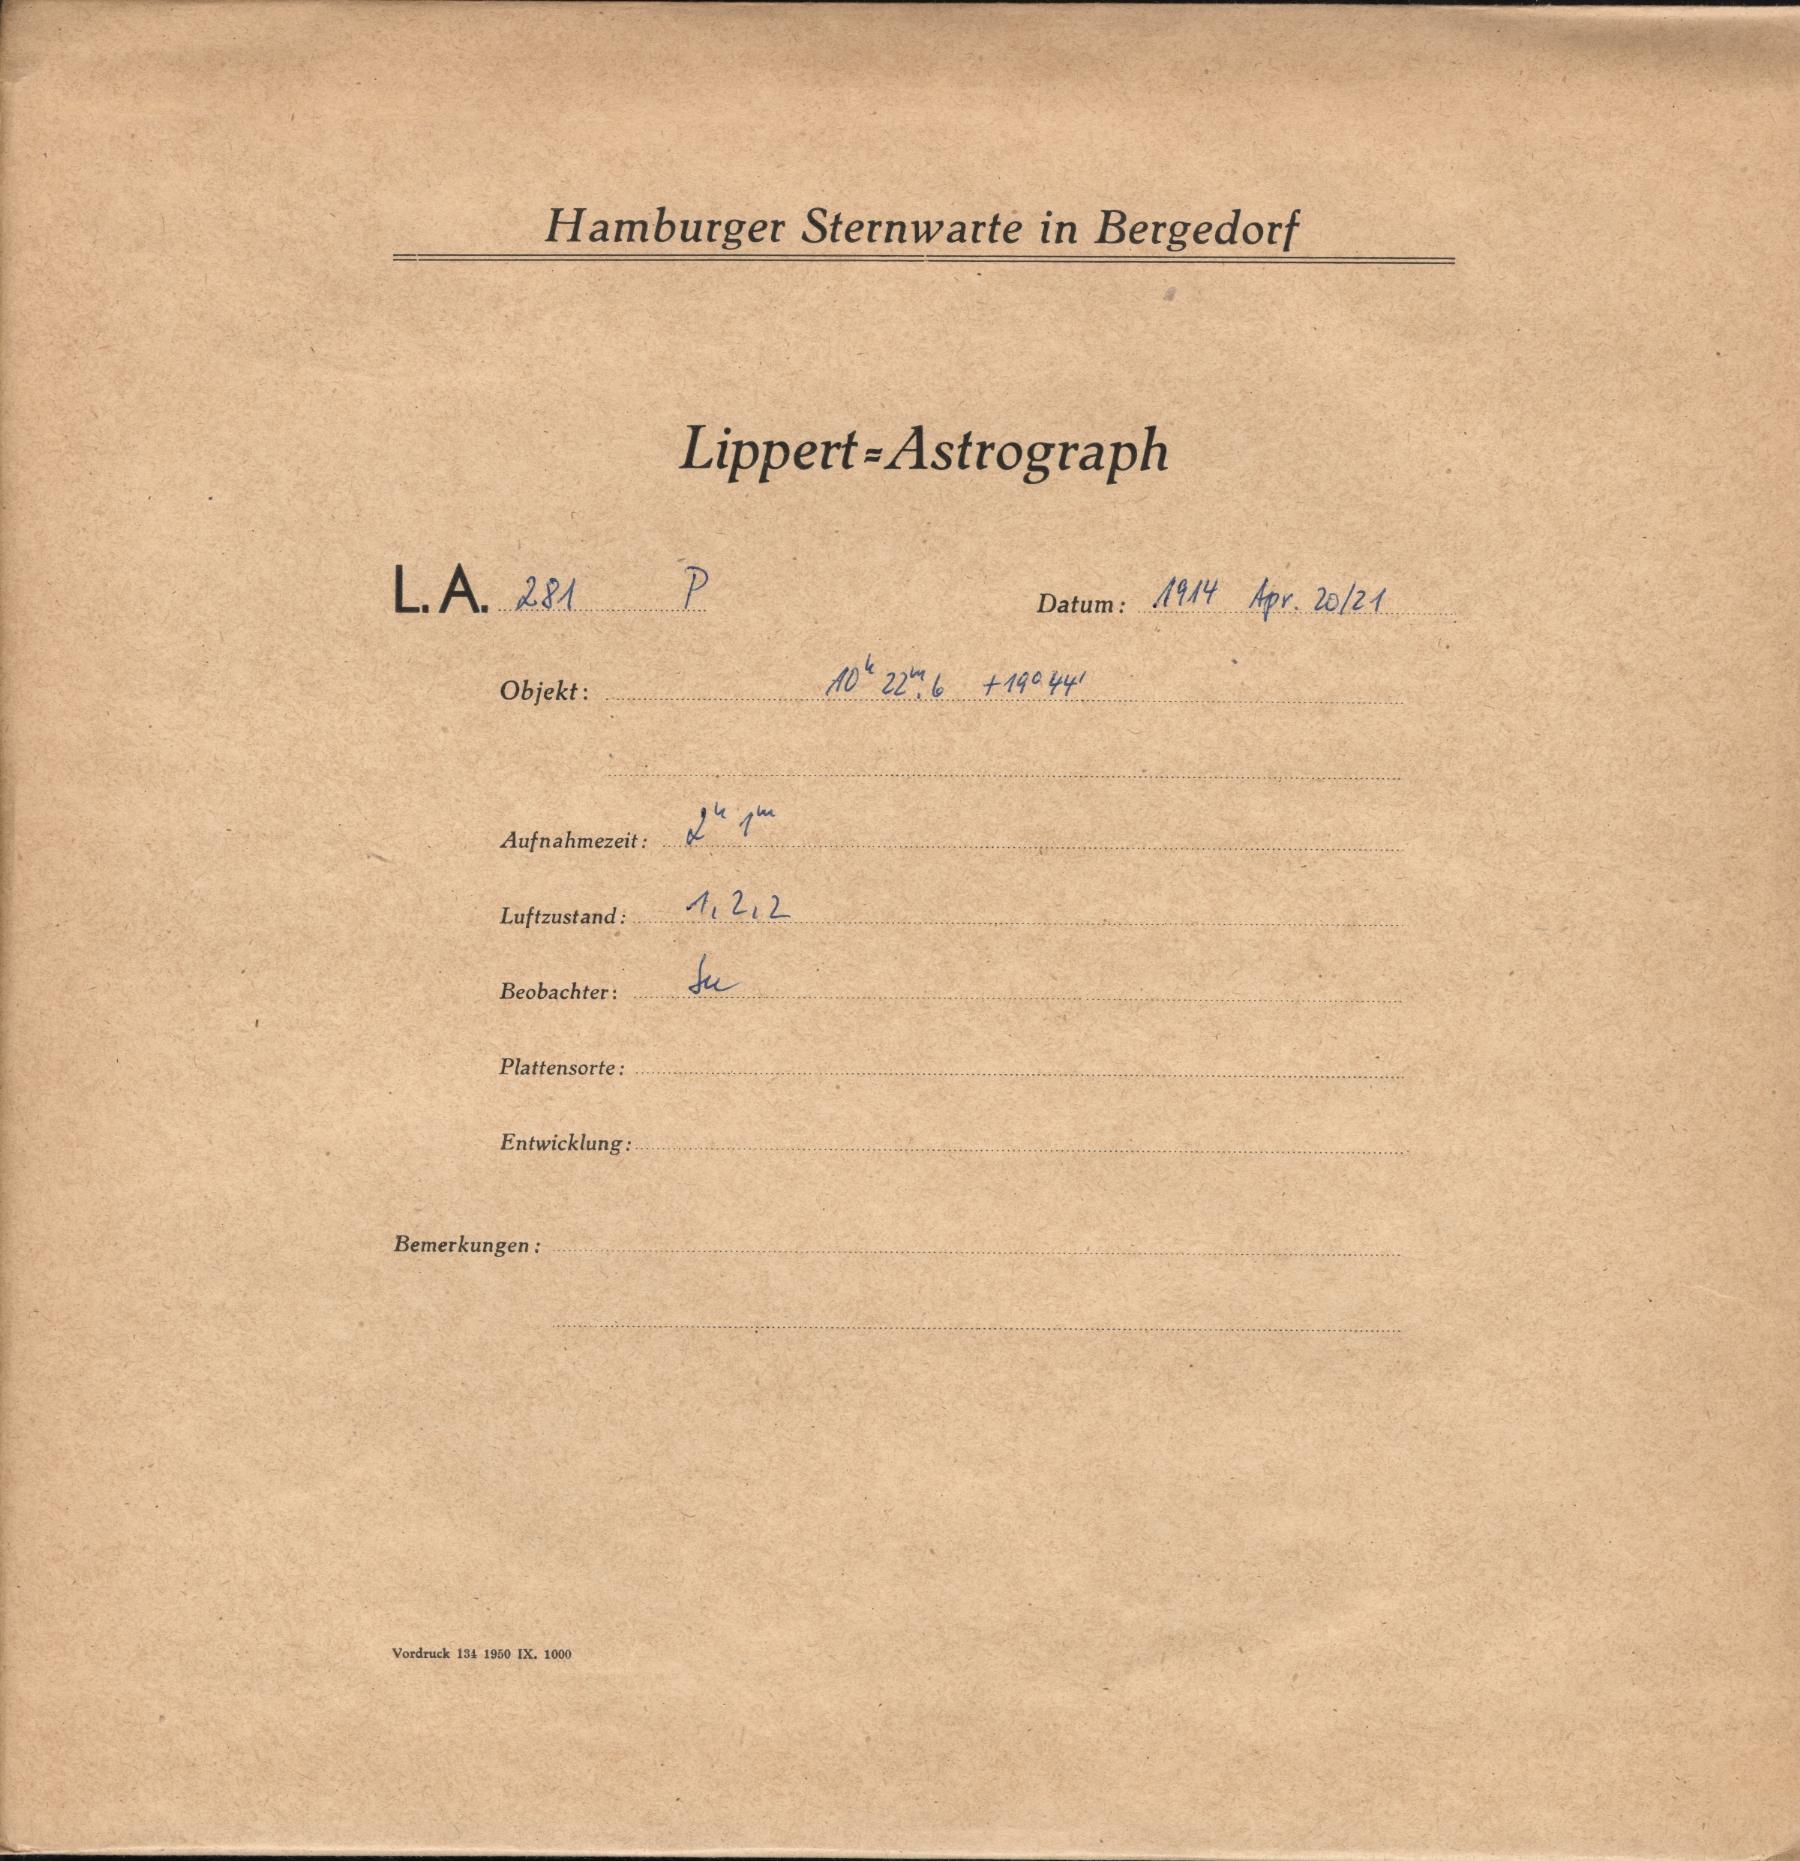 Hamburger Sternwarte in Bergedorf
Lippert=Astrograph
L. A. 281 P Datum: 1914 Apr. 20/21
Objekt: 10ʰ 22ᵐ.6 +19° 44'
Aufnahmezeit: 2ʰ 1ᵐ
Luftzustand: 1, 2, 2
Beobachter: Su
Plattensorte:
Entwicklung:
Bemerkungen:
Vordruck 134 1950 IX. 1000